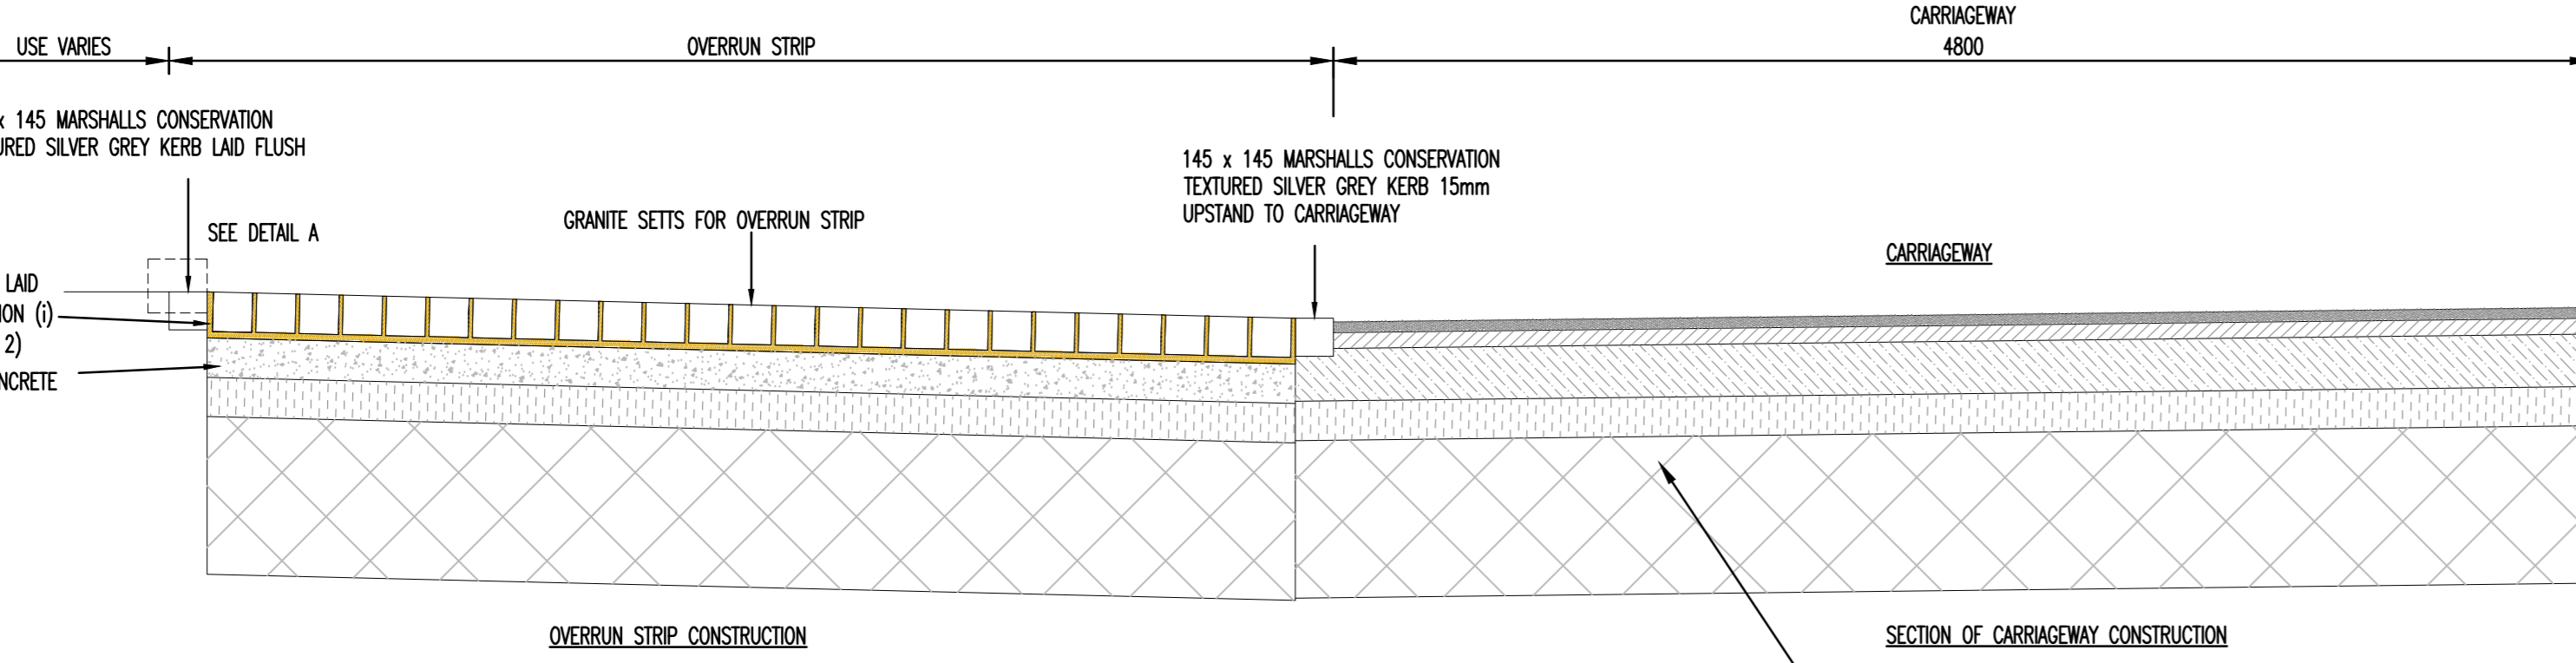 USE VARIES
OVERRUN STRIP
CARRIAGEWAY
4800
x 145 MARSHALLS CONSERVATION
URED SILVER GREY KERB LAID FLUSH
145 x 145 MARSHALLS CONSERVATION
TEXTURED SILVER GREY KERB 15mm
UPSTAND TO CARRIAGEWAY
GRANITE SETTS FOR OVERRUN STRIP
SEE DETAIL A
CARRIAGEWAY
LAID
ION (i)
2)
NCRETE
OVERRUN STRIP CONSTRUCTION
SECTION OF CARRIAGEWAY CONSTRUCTION